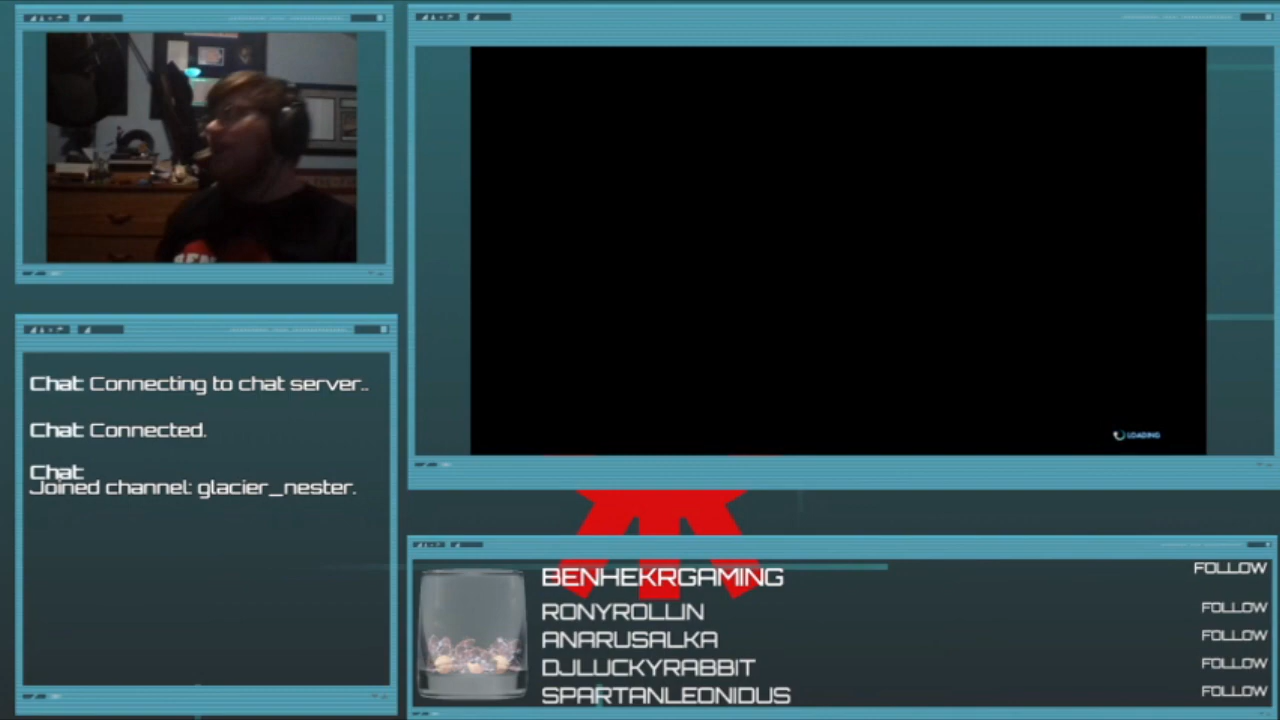 Chat: Connecting to chat server..
Chat: Connected.
Chat:
Joined channel: glacier_nester.
LOADING
BENHEKRGAMING FOLLOW
RONYROLLIN FOLLOW
ANARUSALKA FOLLOW
DJLUCKYRABBIT FOLLOW
SPARTANLEONIDUS FOLLOW